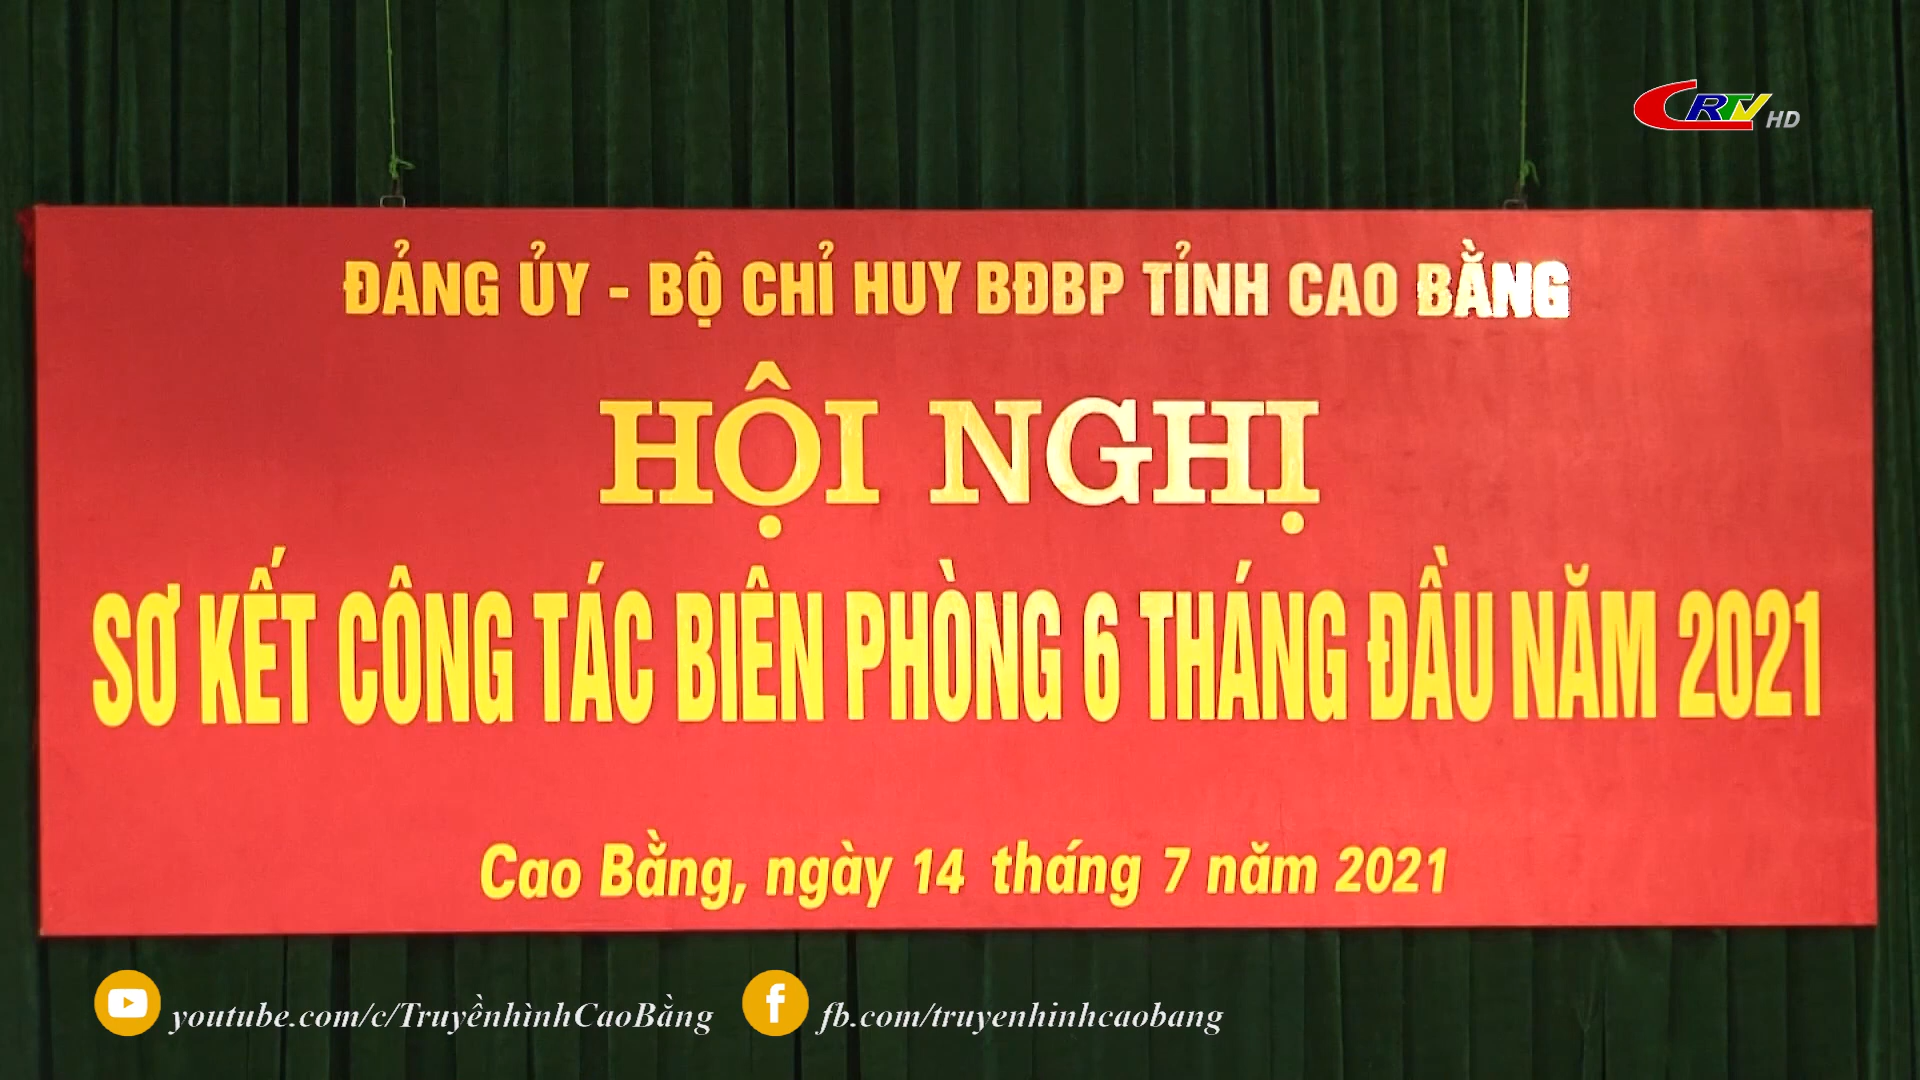 CRTV HD
ĐẢNG ỦY - BỘ CHỈ HUY BĐBP TỈNH CAO BẰNG
HỘI NGHỊ
SƠ KẾT CÔNG TÁC BIÊN PHÒNG 6 THÁNG ĐẦU NĂM 2021
Cao Bằng, ngày 14 tháng 7 năm 2021
youtube.com/c/TruyềnhìnhCaoBằng
fb.com/truyenhinhcaobang